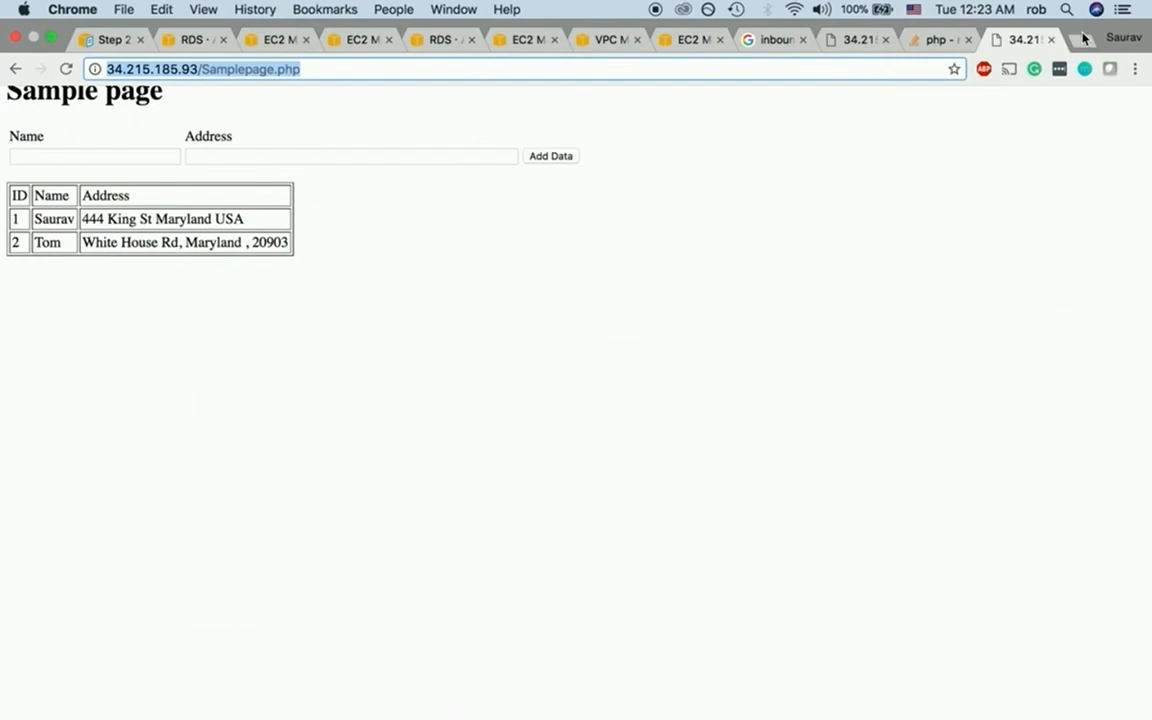 Chrome File Edit View History Bookmarks People Window Help 100% Tue 12:23 AM rob
Step 2 RDS · EC2 M EC2 M RDS · EC2 M VPC M EC2 M inboun 34.21 php - 34.21 Saurav
34.215.185.93/Samplepage.php ABP
Sample page
Name Address
Add Data
ID Name Address
1 Saurav 444 King St Maryland USA
2 Tom White House Rd, Maryland , 20903